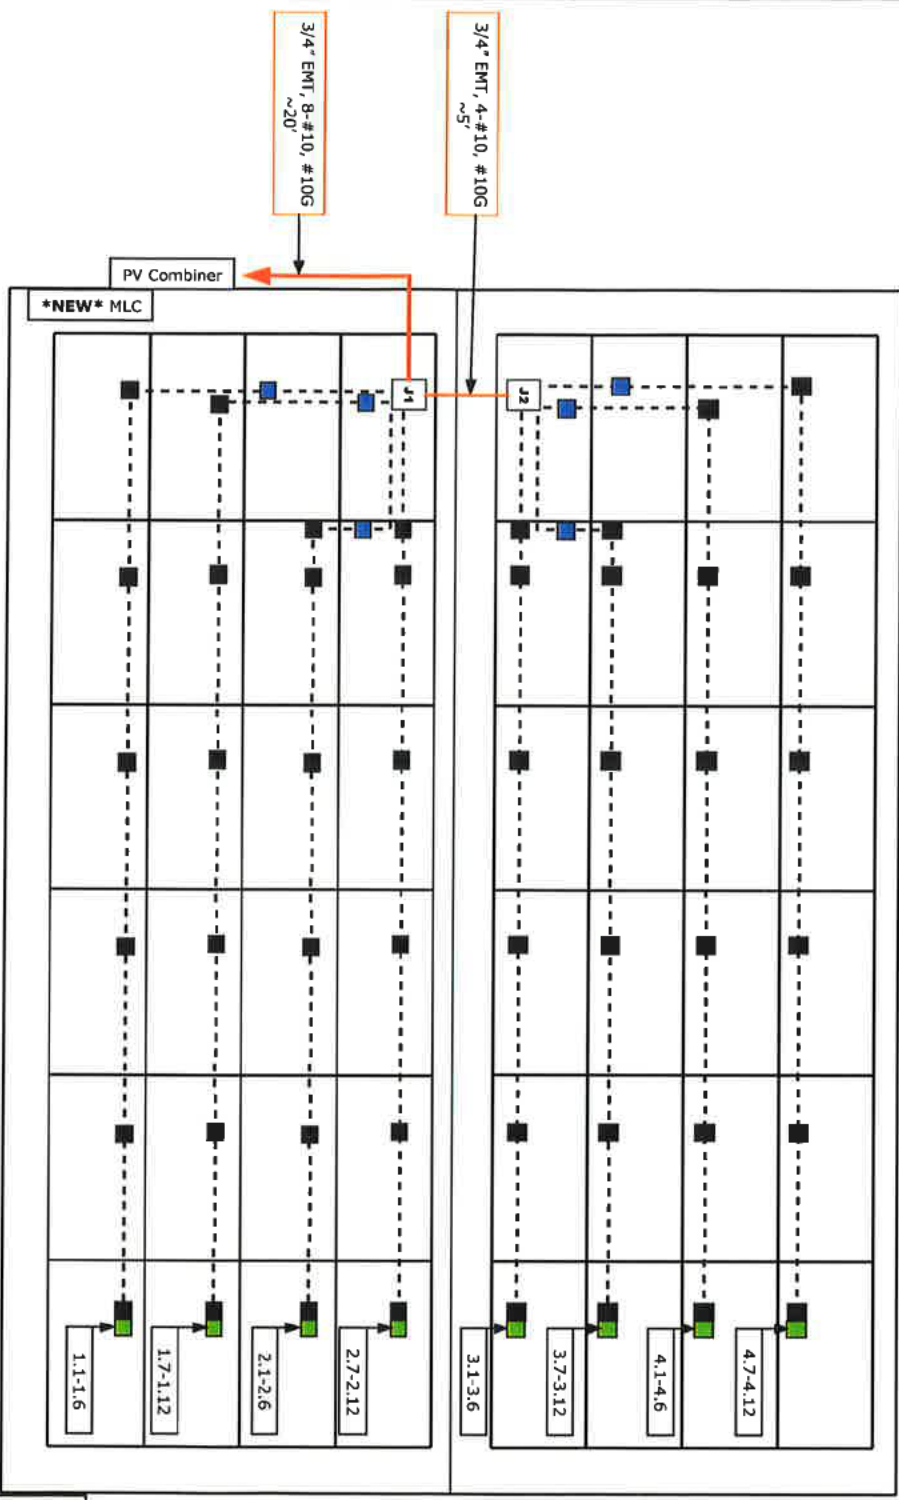 3/4" EMT, 8-#10, #10G
~20'
3/4" EMT, 4-#10, #10G
~5'
PV Combiner
*NEW* MLC
J1
J2
1.1-1.6
1.7-1.12
2.1-2.6
2.7-2.12
3.1-3.6
3.7-3.12
4.1-4.6
4.7-4.12